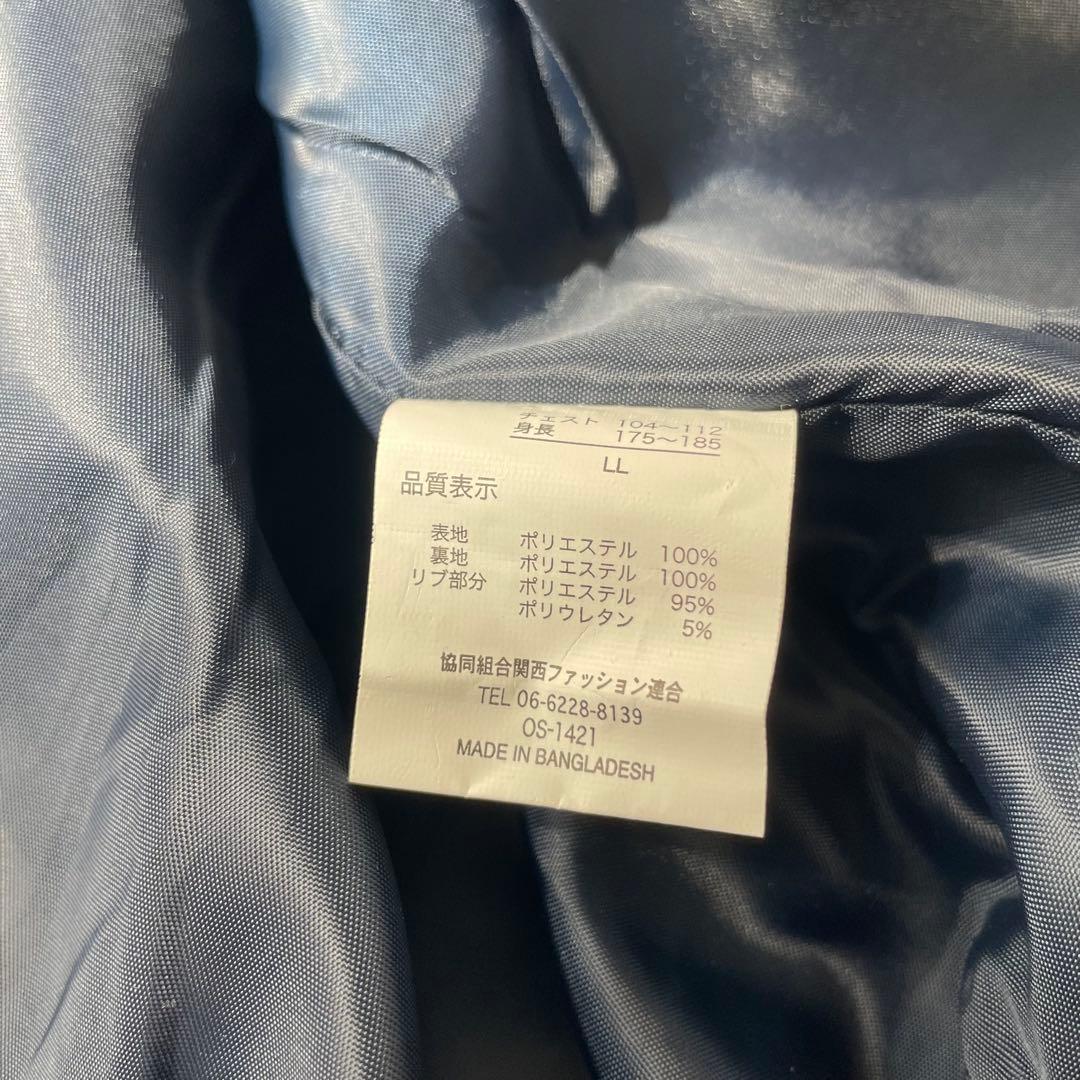 チェスト 104〜112
身長 175〜185
LL
品質表示
表地 ポリエステル 100%
裏地 ポリエステル 100%
リブ部分 ポリエステル 95%
ポリウレタン 5%
協同組合関西ファッション連合
TEL 06-6228-8139
OS-1421
MADE IN BANGLADESH